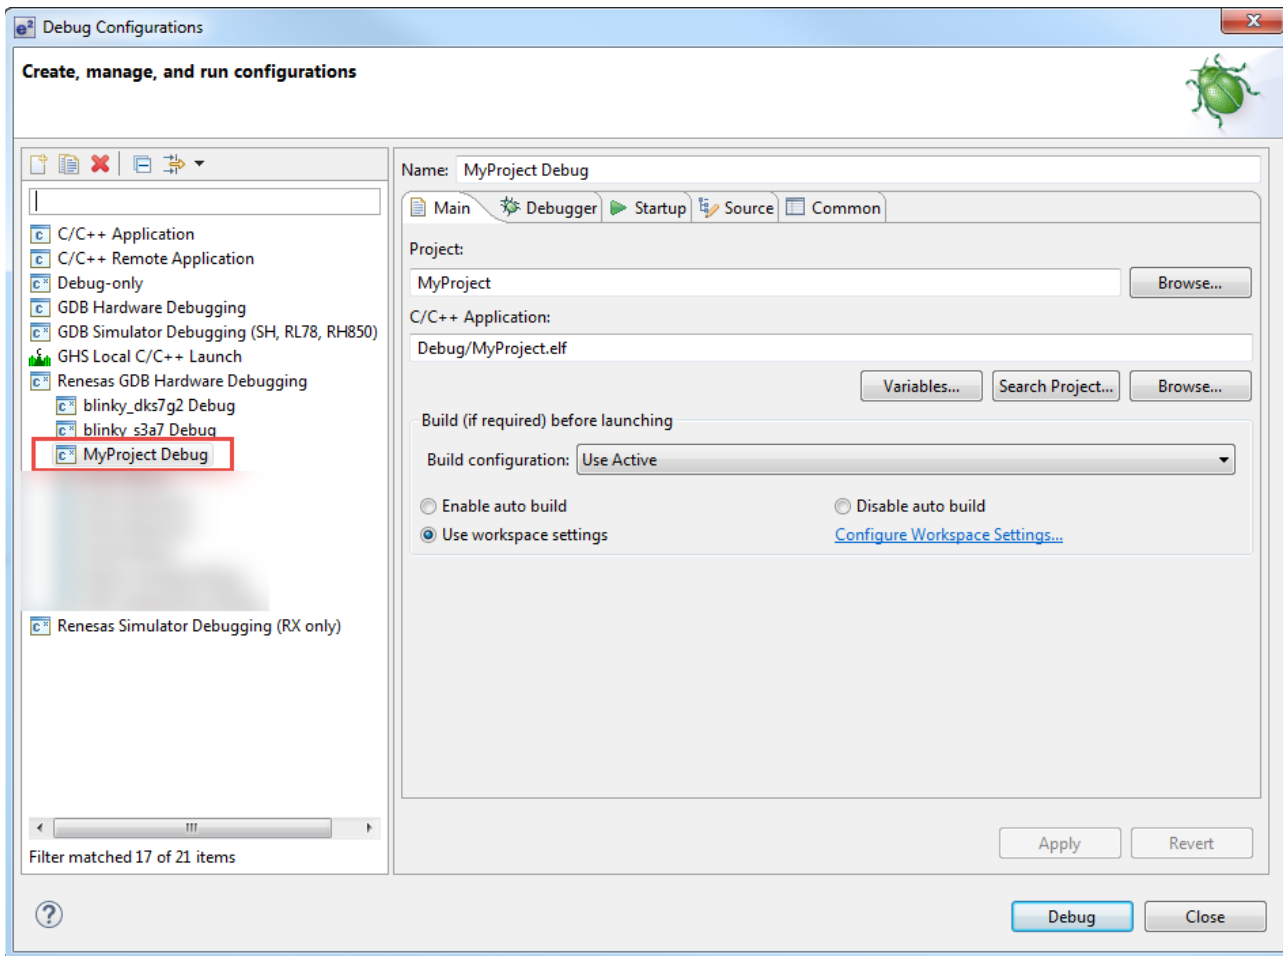 e² Debug Configurations
Create, manage, and run configurations
Name: MyProject Debug
Main Debugger Startup Source Common
C/C++ Application
C/C++ Remote Application
Debug-only
GDB Hardware Debugging
GDB Simulator Debugging (SH, RL78, RH850)
GHS Local C/C++ Launch
Renesas GDB Hardware Debugging
blinky_dks7g2 Debug
blinky_s3a7 Debug
MyProject Debug
Renesas Simulator Debugging (RX only)
Filter matched 17 of 21 items
Project:
MyProject Browse...
C/C++ Application:
Debug/MyProject.elf
Variables... Search Project... Browse...
Build (if required) before launching
Build configuration: Use Active
Enable auto build Disable auto build
Use workspace settings Configure Workspace Settings...
Apply Revert
Debug Close